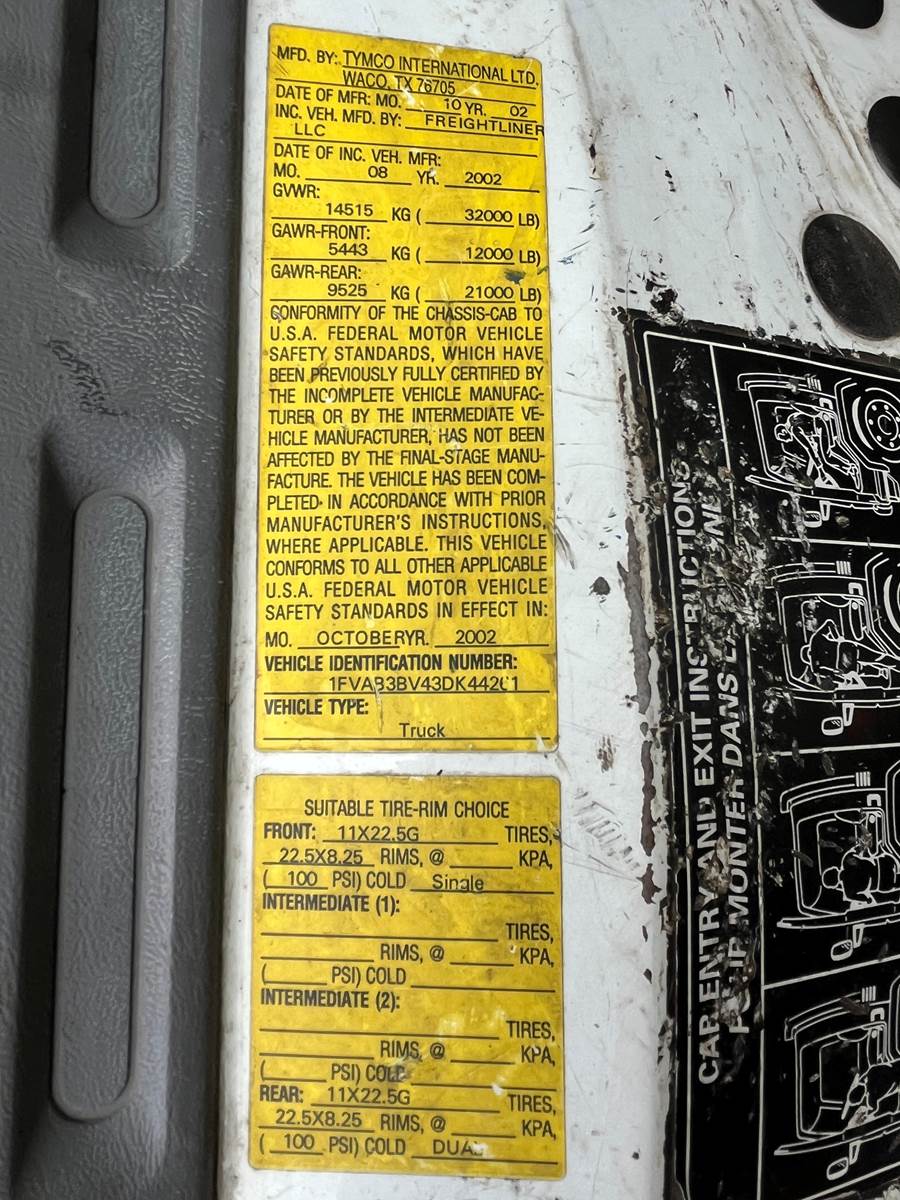 MFD. BY: TYMCO INTERNATIONAL LTD.
WACO, TX 76705
DATE OF MFR: MO. 10 YR. 02
INC. VEH. MFD. BY: FREIGHTLINER
LLC
DATE OF INC. VEH. MFR:
MO. 08 YR. 2002
GVWR:
14515 KG ( 32000 LB)
GAWR-FRONT:
5443 KG ( 12000 LB)
GAWR-REAR:
9525 KG ( 21000 LB)
CONFORMITY OF THE CHASSIS-CAB TO
U.S.A. FEDERAL MOTOR VEHICLE
SAFETY STANDARDS, WHICH HAVE
BEEN PREVIOUSLY FULLY CERTIFIED BY
THE INCOMPLETE VEHICLE MANUFAC-
TURER OR BY THE INTERMEDIATE VE-
HICLE MANUFACTURER, HAS NOT BEEN
AFFECTED BY THE FINAL-STAGE MANU-
FACTURE. THE VEHICLE HAS BEEN COM-
PLETED IN ACCORDANCE WITH PRIOR
MANUFACTURER'S INSTRUCTIONS,
WHERE APPLICABLE. THIS VEHICLE
CONFORMS TO ALL OTHER APPLICABLE
U.S.A. FEDERAL MOTOR VEHICLE
SAFETY STANDARDS IN EFFECT IN:
MO. OCTOBER YR. 2002
VEHICLE IDENTIFICATION NUMBER:
VEHICLE TYPE:
Truck
SUITABLE TIRE-RIM CHOICE
FRONT: 11X22.5G TIRES,
22.5X8.25 RIMS, @ KPA,
( 100 PSI) COLD Single
INTERMEDIATE (1):
TIRES,
RIMS, @ KPA,
( PSI) COLD
INTERMEDIATE (2):
TIRES,
RIMS, @ KPA,
( PSI) COLD
REAR: 11X22.5G TIRES,
22.5X8.25 RIMS, @ KPA,
( 100 PSI) COLD DUAL
CAB ENTRY AND EXIT INSTRUCTIONS
MONTER DANS